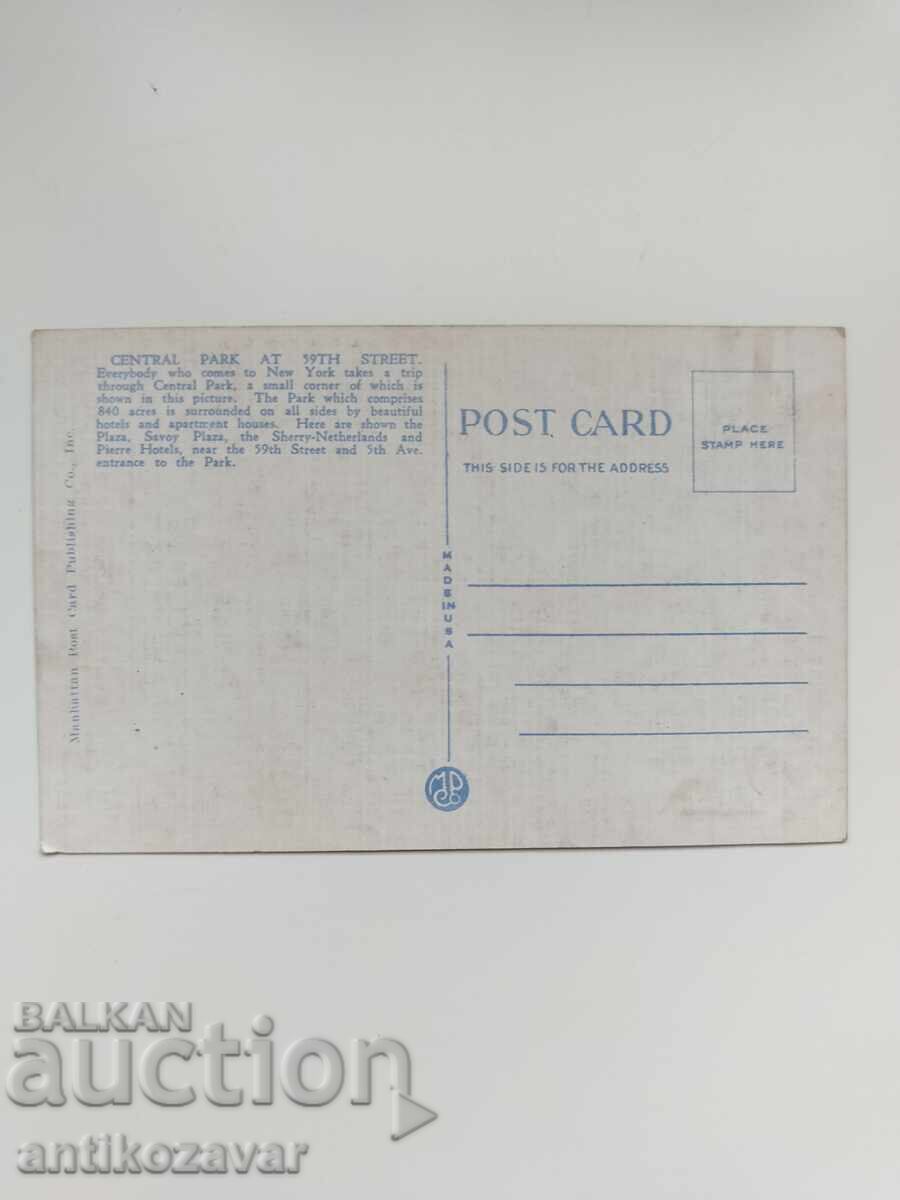 CENTRAL PARK AT 59TH STREET.
Everybody who comes to New York takes a trip
through Central Park, a small corner of which is
shown in this picture. The Park which comprises
840 acres is surrounded on all sides by beautiful
hotels and apartment houses. Here are shown the
Plaza, Savoy Plaza, the Sherry-Netherlands and
Pierre Hotels, near the 59th Street and 5th Ave.
entrance to the Park.
Manhattan Post Card Publishing Co., Inc.
MADE IN USA
POST CARD
THIS SIDE IS FOR THE ADDRESS
PLACE
STAMP HERE
BALKAN
auction
antikozavar